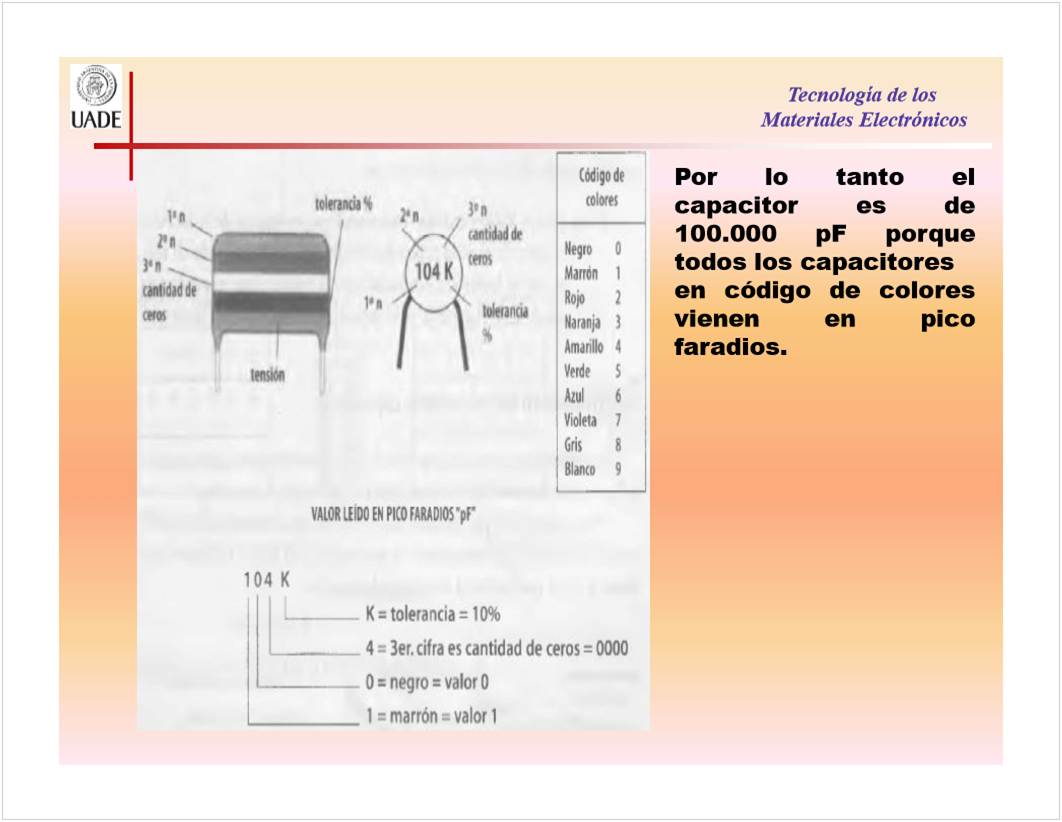 UADE
Tecnología de los
Materiales Electrónicos
1º n
2º n
3º n
cantidad de
ceros
tolerancia %
tensión
2º n
3º n
cantidad de
ceros
104 K
1º n
tolerancia
%
Código de
colores
Negro 0
Marrón 1
Rojo 2
Naranja 3
Amarillo 4
Verde 5
Azul 6
Violeta 7
Gris 8
Blanco 9
VALOR LEÍDO EN PICO FARADIOS "pF"
104 K
K = tolerancia = 10%
4 = 3er. cifra es cantidad de ceros = 0000
0 = negro = valor 0
1 = marrón = valor 1
Por lo tanto el
capacitor es de
100.000 pF porque
todos los capacitores
en código de colores
vienen en pico
faradios.